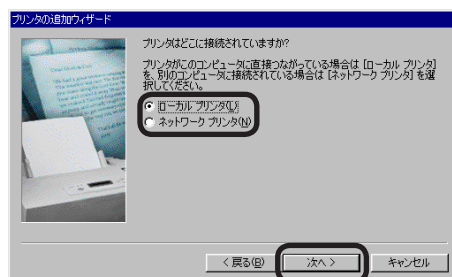 プリンタの追加ウィザード
プリンタはどこに接続されていますか?
プリンタがこのコンピュータに直接つながっている場合は [ローカル プリンタ]
を、別のコンピュータに接続されている場合は [ネットワーク プリンタ] を選
択してください。
ローカル プリンタ(L)
ネットワーク プリンタ(N)
< 戻る(B)
次へ >
キャンセル